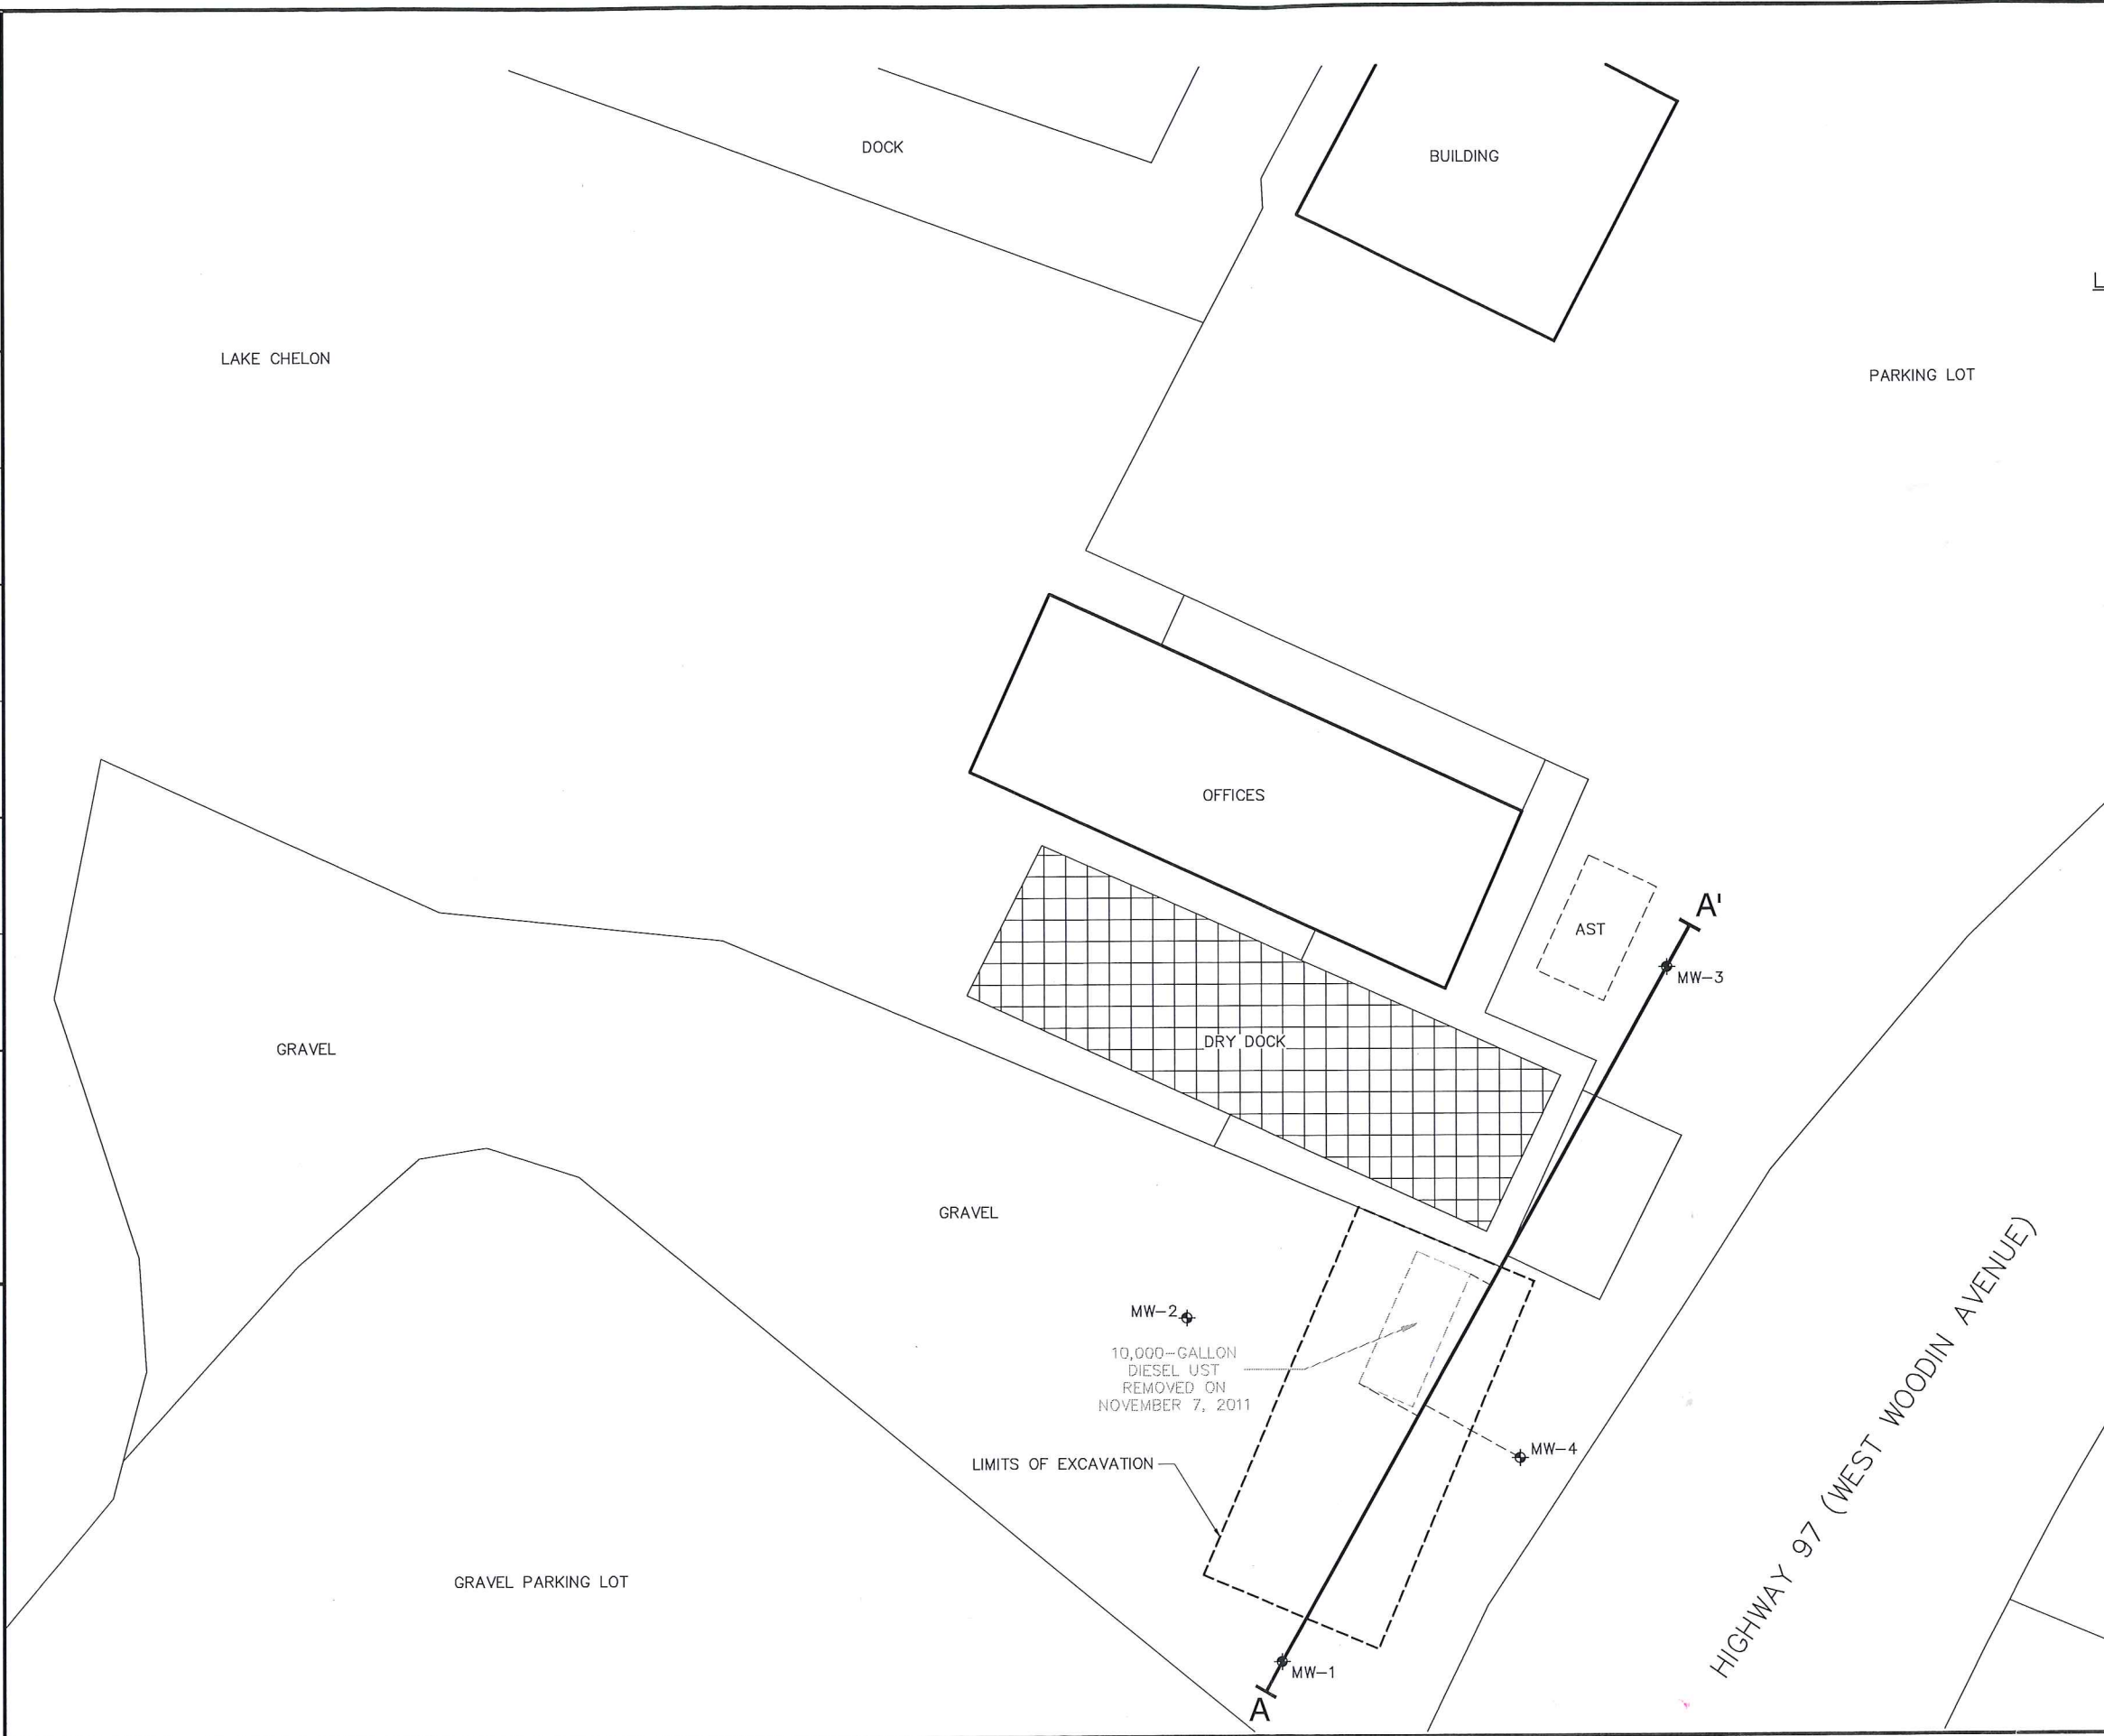 DOCK
BUILDING
L
LAKE CHELON
PARKING LOT
OFFICES
A'
AST
MW-3
DRY DOCK
GRAVEL
GRAVEL
MW-2
10,000-GALLON
DIESEL UST
REMOVED ON
NOVEMBER 7, 2011
MW-4
LIMITS OF EXCAVATION
HIGHWAY 97 (WEST WOODIN AVENUE)
GRAVEL PARKING LOT
MW-1
A